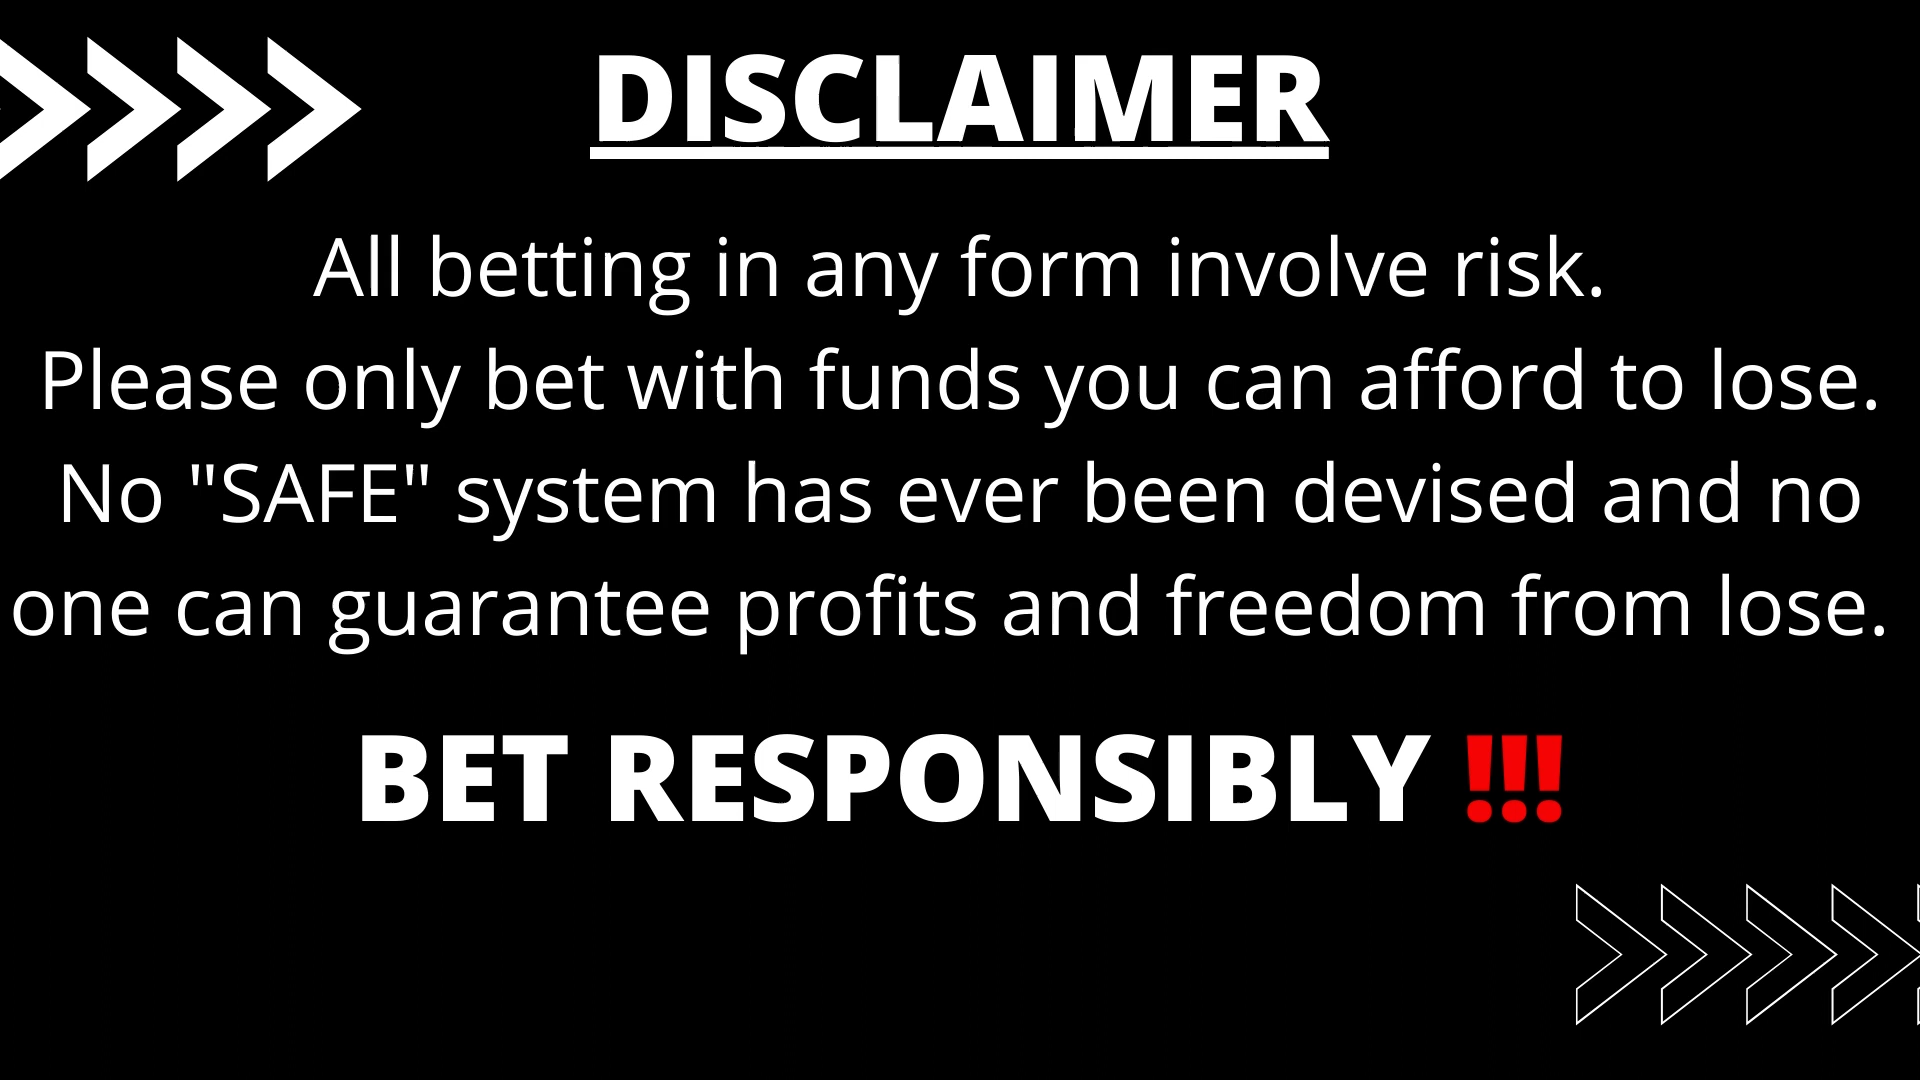 DISCLAIMER
All betting in any form involve risk.
Please only bet with funds you can afford to lose.
No "SAFE" system has ever been devised and no
one can guarantee profits and freedom from lose.
BET RESPONSIBLY !!!